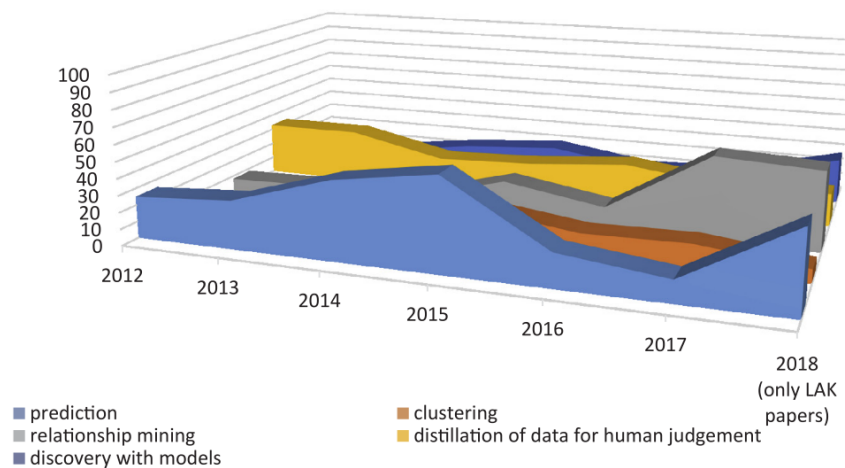 100
90
80
70
60
50
40
30
20
10
0
2012
2013
2014
2015
2016
2017
2018
(only LAK
papers)
prediction
clustering
relationship mining
distillation of data for human judgement
discovery with models